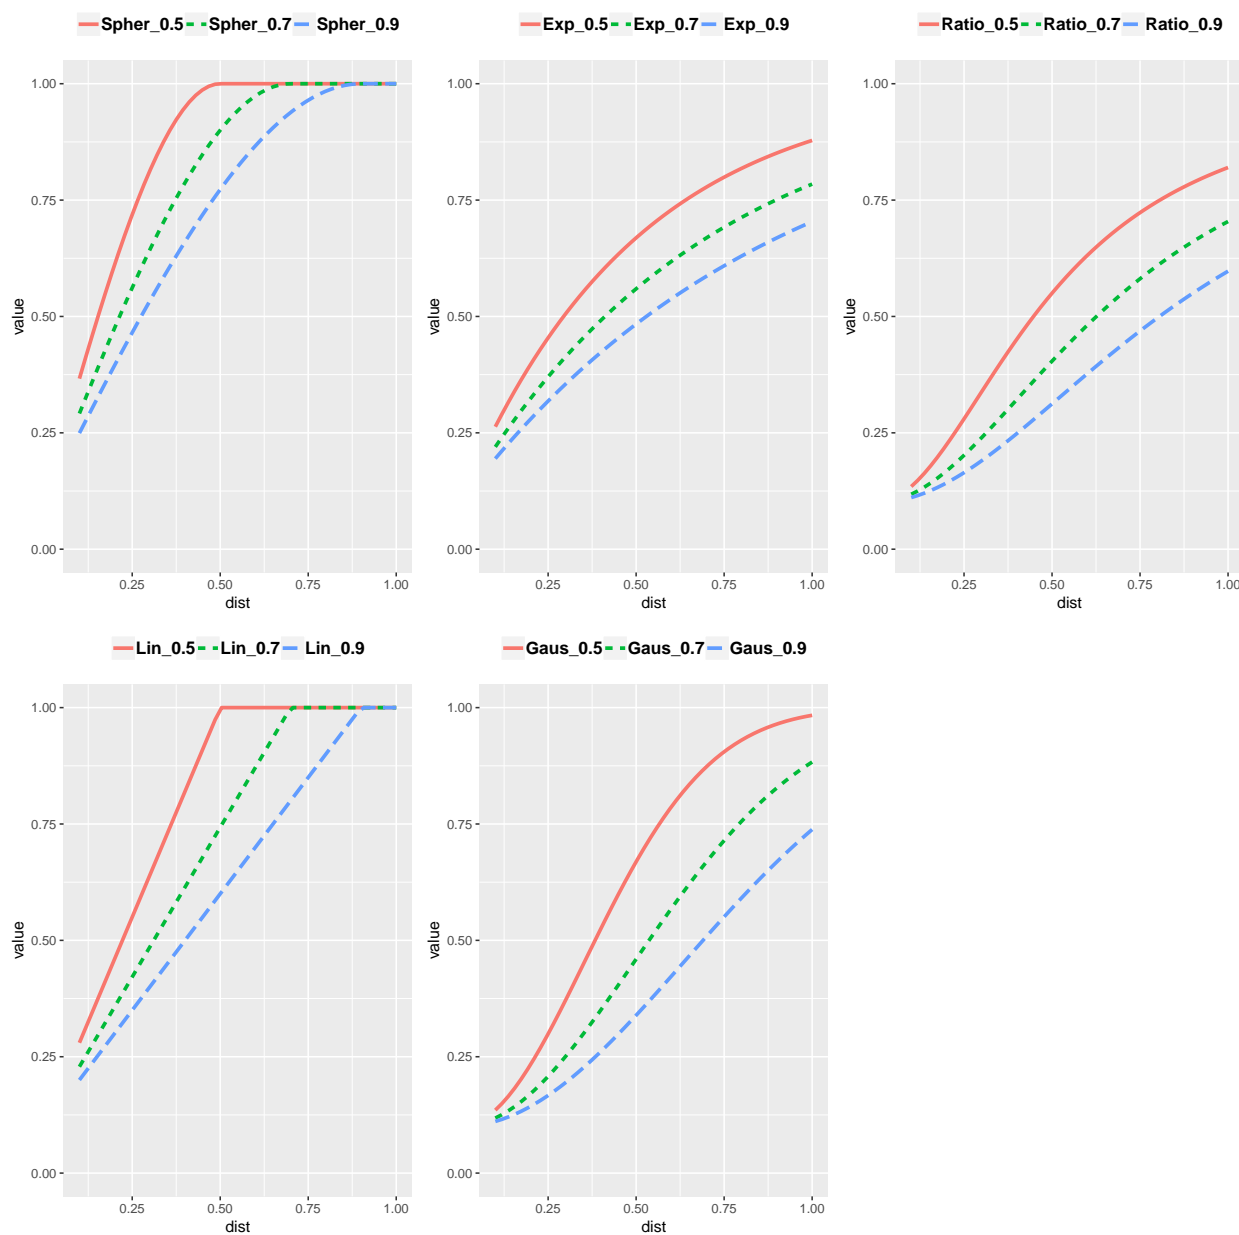 Spher_0.5 Spher_0.7 Spher_0.9
1.00
0.75
0.50
0.25
0.00
value
0.25 0.50 0.75 1.00
dist
Exp_0.5 Exp_0.7 Exp_0.9
1.00
0.75
0.50
0.25
0.00
value
0.25 0.50 0.75 1.00
dist
Ratio_0.5 Ratio_0.7 Ratio_0.9
1.00
0.75
0.50
0.25
0.00
value
0.25 0.50 0.75 1.00
dist
Lin_0.5 Lin_0.7 Lin_0.9
1.00
0.75
0.50
0.25
0.00
value
0.25 0.50 0.75 1.00
dist
Gaus_0.5 Gaus_0.7 Gaus_0.9
1.00
0.75
0.50
0.25
0.00
value
0.25 0.50 0.75 1.00
dist